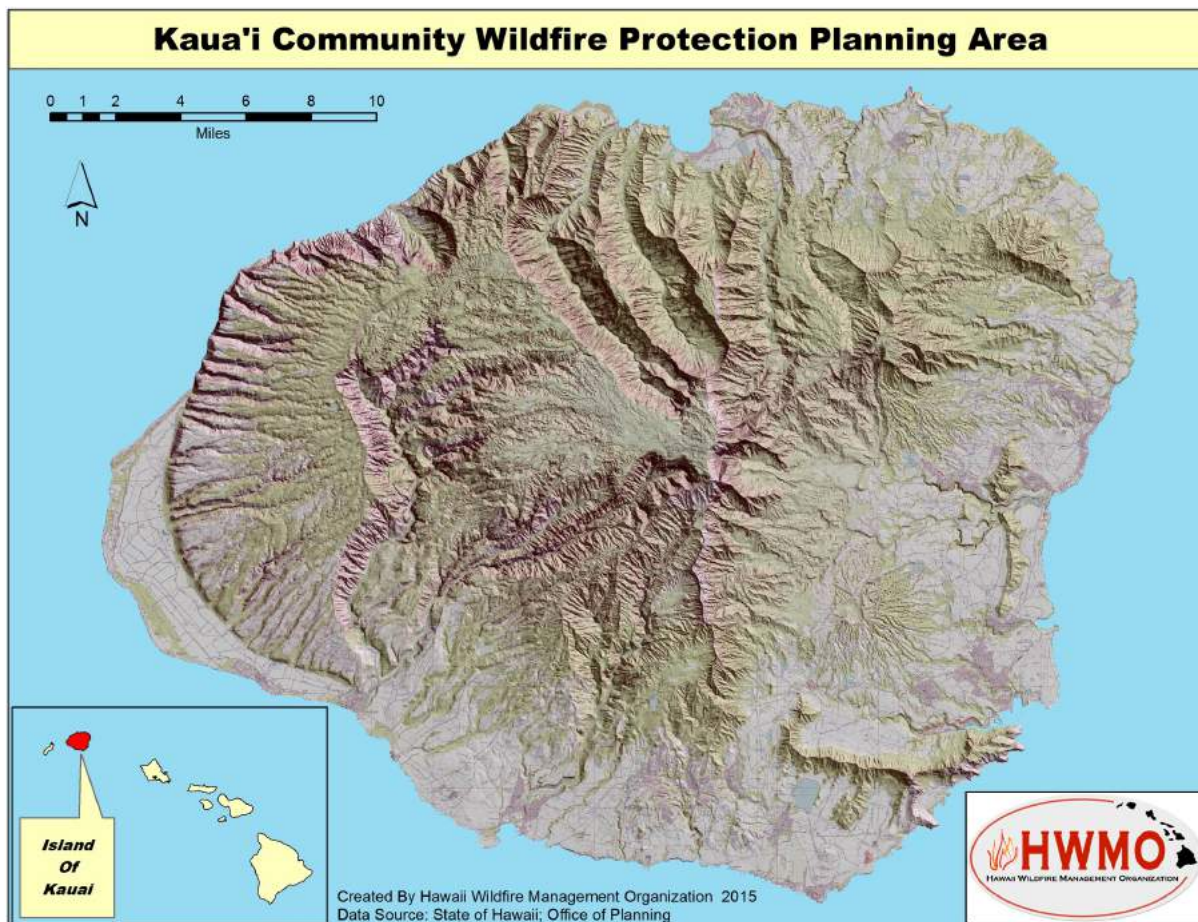 Kaua'i Community Wildfire Protection Planning Area
0 1 2 4 6 8 10
Miles
N
Island
Of
Kauai
Created By Hawaii Wildfire Management Organization 2015
Data Source: State of Hawaii; Office of Planning
HWMO
HAWAII WILDFIRE MANAGEMENT ORGANIZATION